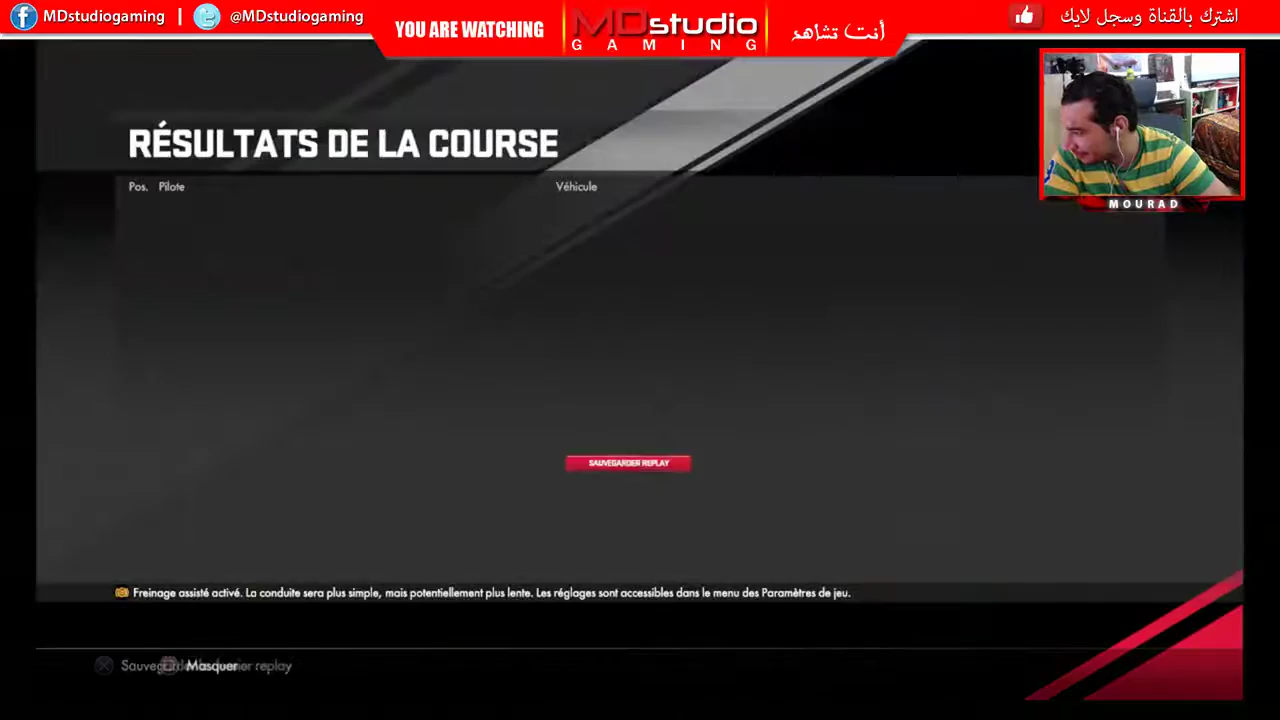 MDstudiogaming | @MDstudiogaming
YOU ARE WATCHING
MDstudio
GAMING
أنت تشاهد
اشترك بالقناة وسجل لايك
MOURAD
RÉSULTATS DE LA COURSE
Pos. Pilote Véhicule
SAUVEGARDER REPLAY
Freinage assisté activé. La conduite sera plus simple, mais potentiellement plus lente. Les réglages sont accessibles dans le menu des Paramètres de jeu.
Masquer
replay